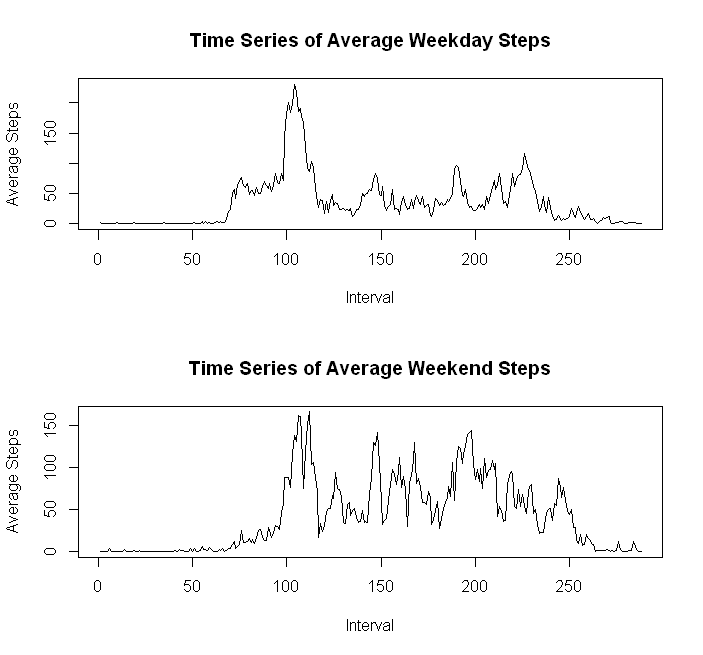 Time Series of Average Weekday Steps
Average Steps
150
50
0
0 50 100 150 200 250
Interval
Time Series of Average Weekend Steps
Average Steps
150
100
50
0
0 50 100 150 200 250
Interval